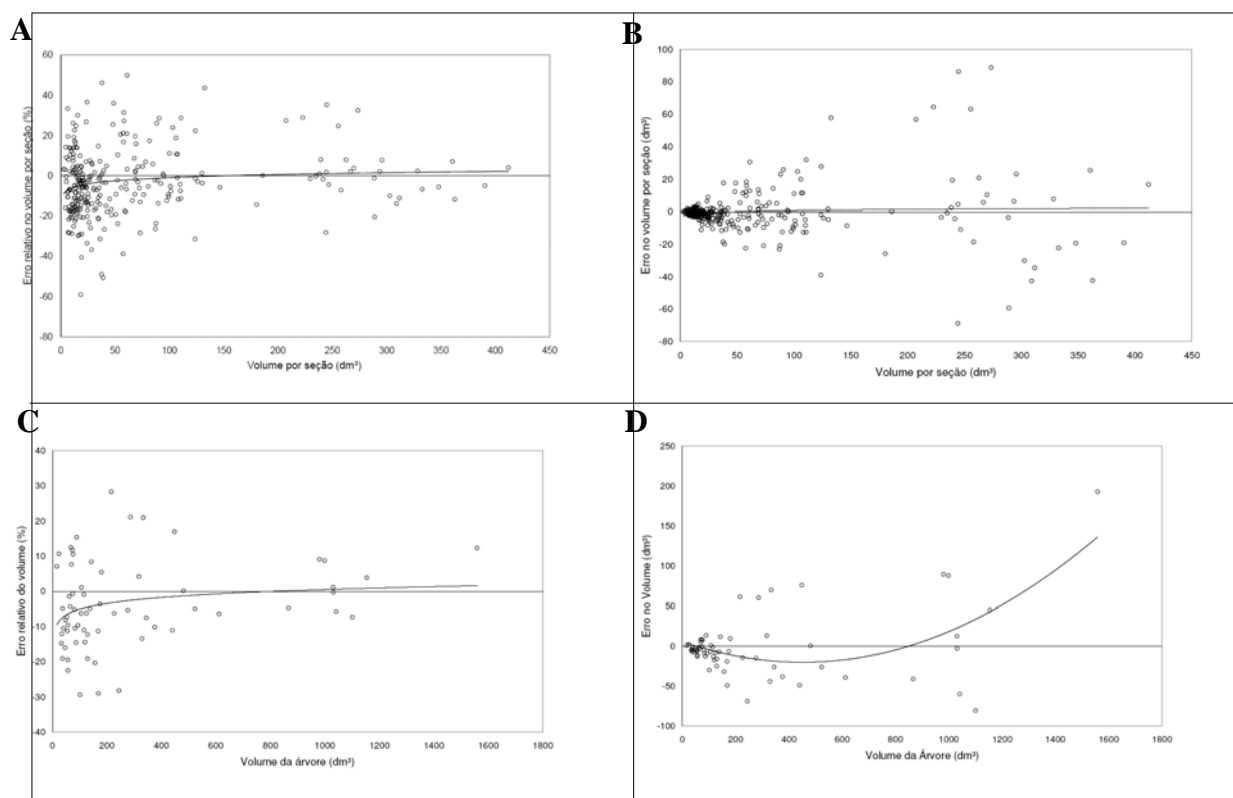 A
B
Erro relativo no volume por seção (%)
60
40
20
0
-20
-40
-60
-80
0 50 100 150 200 250 300 350 400 450
Volume por seção (dm³)
Erro no volume por seção (dm³)
100
80
60
40
20
0
-20
-40
-60
-80
0 50 100 150 200 250 300 350 400 450
Volume por seção (dm³)
C
D
Erro relativo do volume (%)
40
30
20
10
0
-10
-20
-30
-40
0 200 400 600 800 1000 1200 1400 1600 1800
Volume da árvore (dm³)
Erro no Volume (dm³)
250
200
150
100
50
0
-50
-100
0 200 400 600 800 1000 1200 1400 1600 1800
Volume da Árvore (dm³)